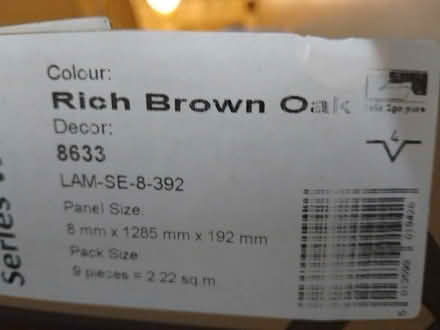 Colour:
Rich Brown Oak
Decor:
8633
LAM-SE-8-392
Panel Size:
8 mm x 1285 mm x 192 mm
Pack Size
9 pieces = 2.22 sq.m
Series
4